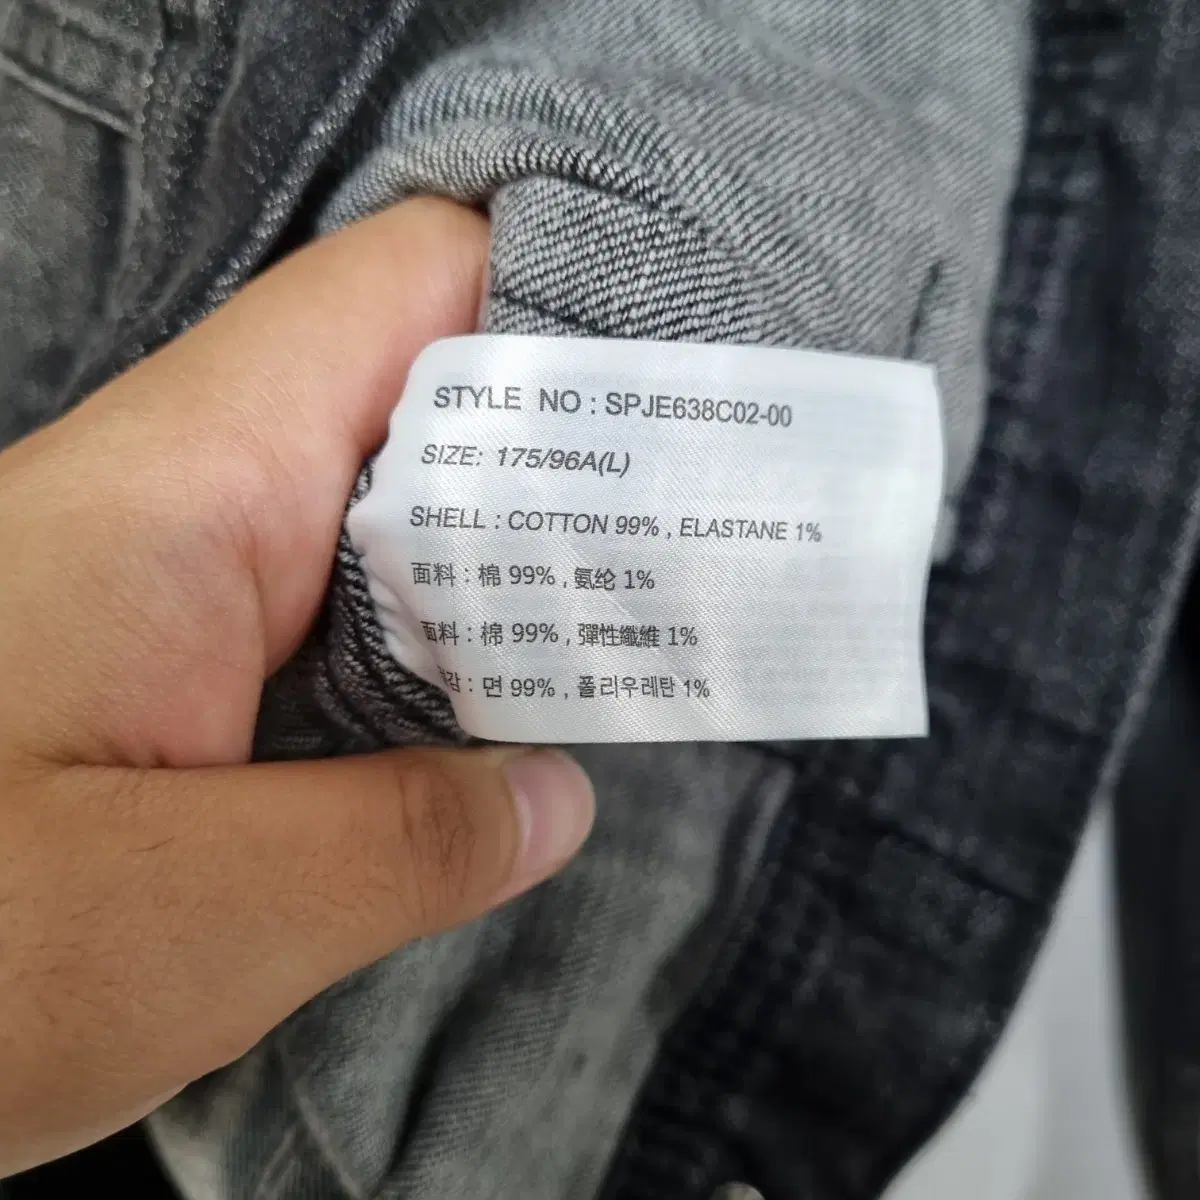 STYLE NO : SPJE638C02-00
SIZE: 175/96A(L)
SHELL : COTTON 99% , ELASTANE 1%
面料 : 棉 99% , 氨纶 1%
面料 : 棉 99% , 彈性纖維 1%
: 면 99% , 폴리우레탄 1%